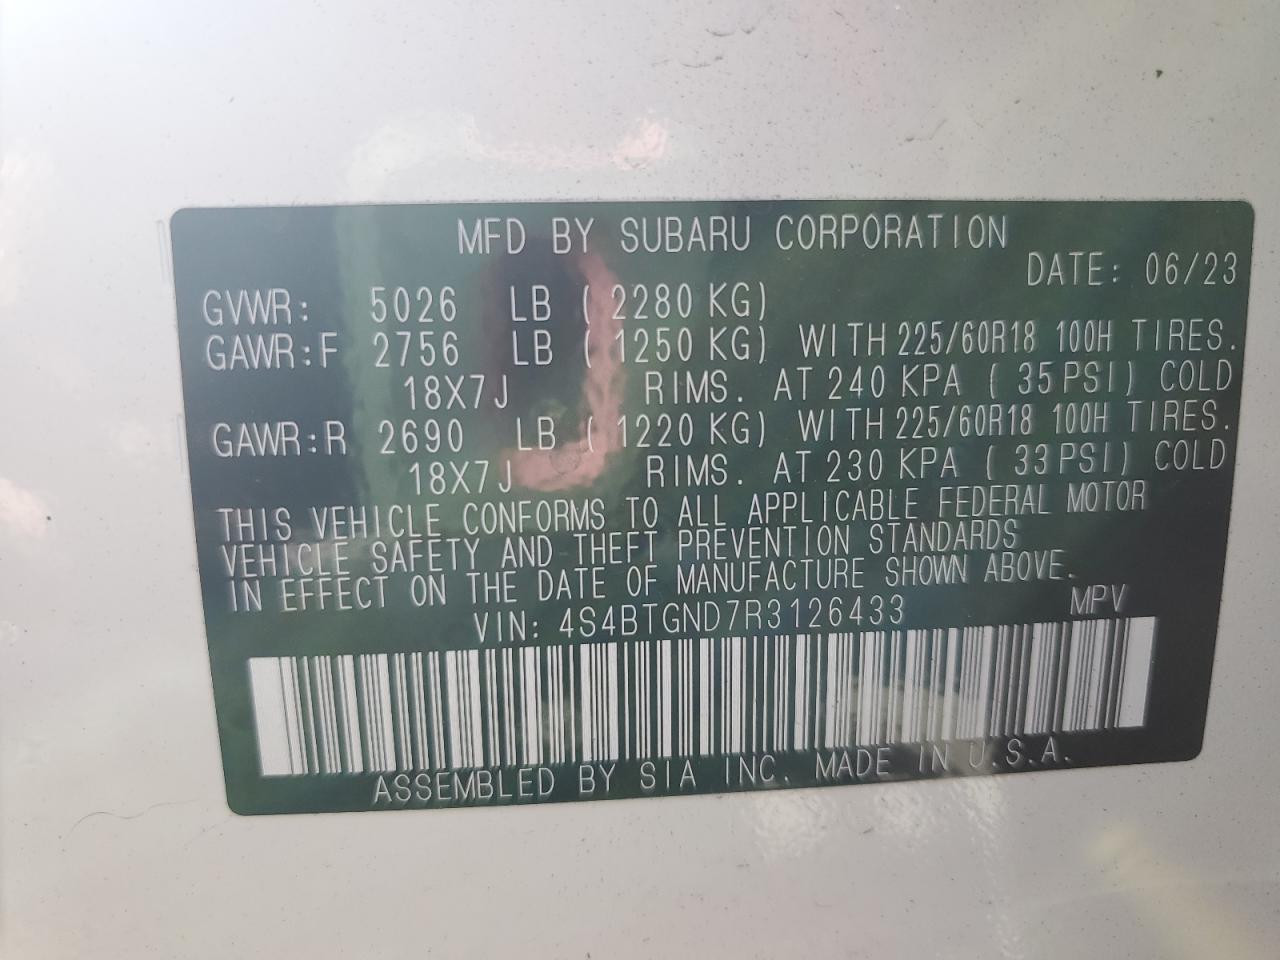 MFD BY SUBARU CORPORATION
DATE: 06/23
GVWR: 5026 LB ( 2280 KG)
GAWR:F 2756 LB ( 1250 KG) WITH 225/60R18 100H TIRES.
18X7J RIMS. AT 240 KPA ( 35 PSI) COLD
GAWR:R 2690 LB ( 1220 KG) WITH 225/60R18 100H TIRES.
18X7J RIMS. AT 230 KPA ( 33 PSI) COLD
THIS VEHICLE CONFORMS TO ALL APPLICABLE FEDERAL MOTOR
VEHICLE SAFETY AND THEFT PREVENTION STANDARDS
IN EFFECT ON THE DATE OF MANUFACTURE SHOWN ABOVE.
VIN: 4S4BTGND7R3126433 MPV
ASSEMBLED BY SIA INC. MADE IN U.S.A.